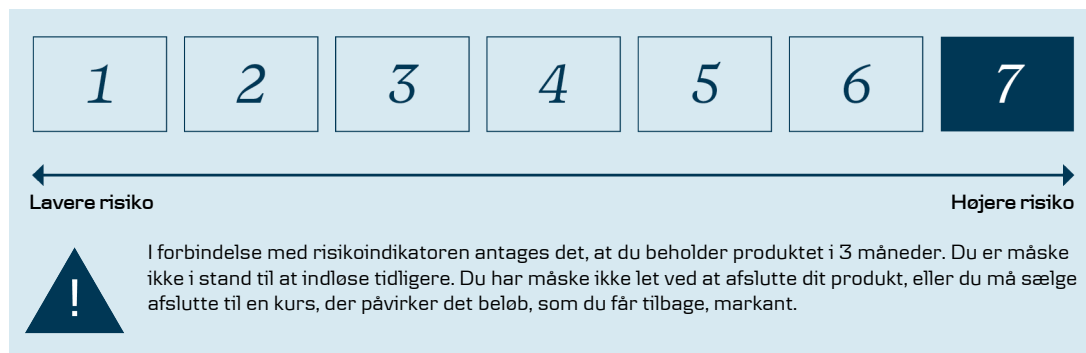 1 2 3 4 5 6 7
Lavere risiko Højere risiko
I forbindelse med risikoindikatoren antages det, at du beholder produktet i 3 måneder. Du er måske
ikke i stand til at indløse tidligere. Du har måske ikke let ved at afslutte dit produkt, eller du må sælge
afslutte til en kurs, der påvirker det beløb, som du får tilbage, markant.
!